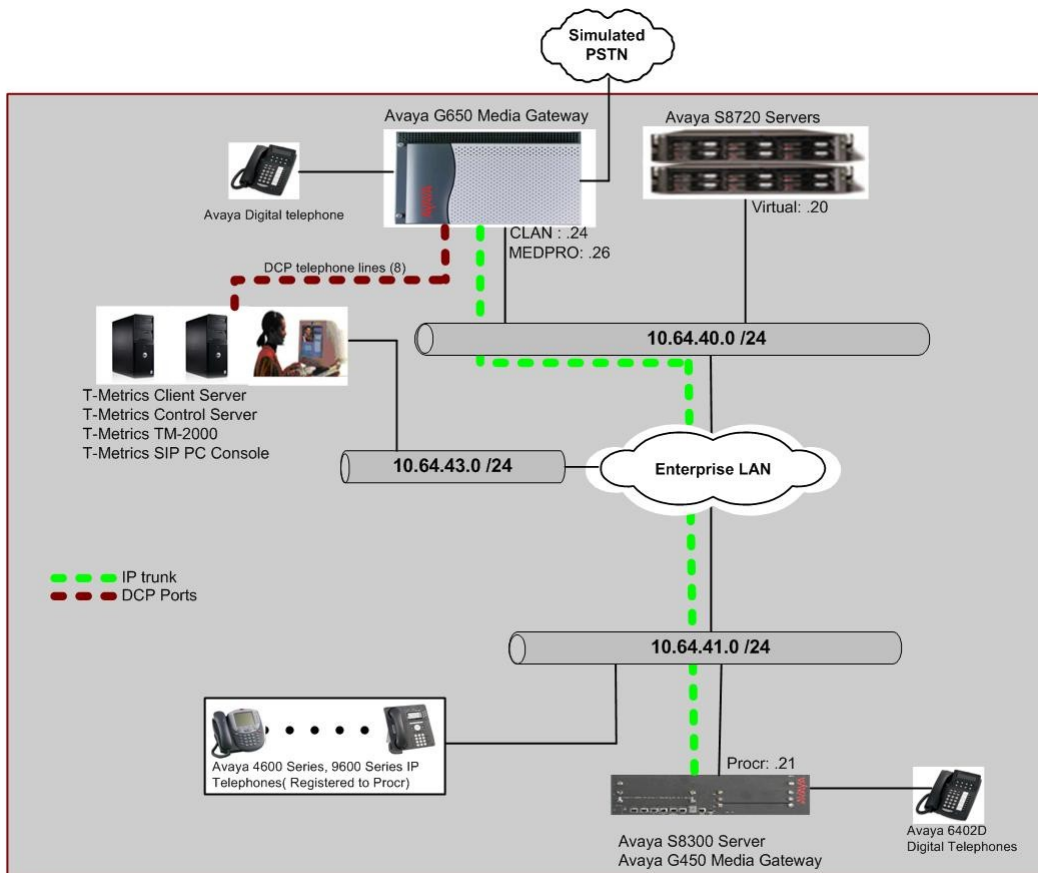 Simulated
PSTN
Avaya G650 Media Gateway
Avaya S8720 Servers
Avaya Digital telephone
Virtual: .20
CLAN : .24
MEDPRO: .26
DCP telephone lines (8)
10.64.40.0 /24
T-Metrics Client Server
T-Metrics Control Server
T-Metrics TM-2000
T-Metrics SIP PC Console
10.64.43.0 /24
Enterprise LAN
IP trunk
DCP Ports
10.64.41.0 /24
Avaya 4600 Series, 9600 Series IP
Telephones( Registered to Procr)
Procr: .21
Avaya S8300 Server
Avaya G450 Media Gateway
Avaya 6402D
Digital Telephones